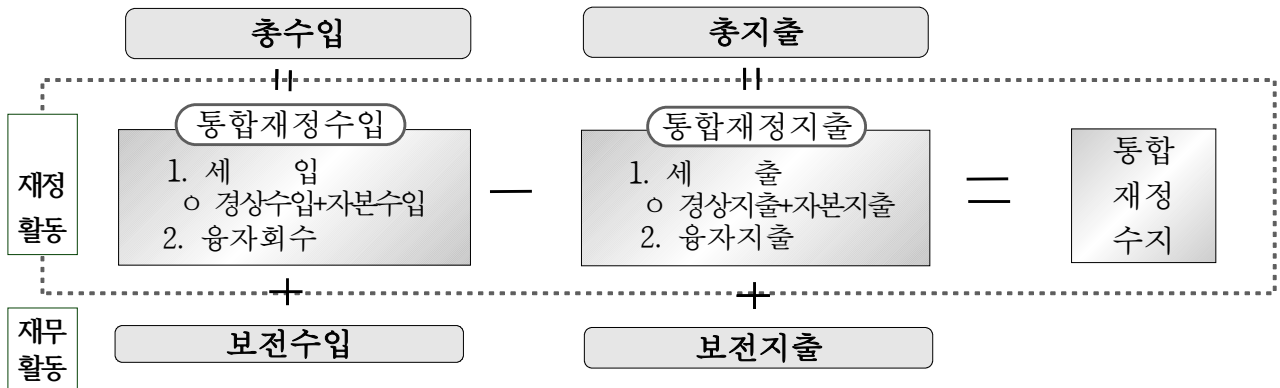 총수입
총지출
통합재정수입
1. 세 입
ㅇ 경상수입+자본수입
2. 융자회수
통합재정지출
1. 세 출
ㅇ 경상지출+자본지출
2. 융자지출
통합
재정
수지
재정
활동
재무
활동
보전수입
보전지출